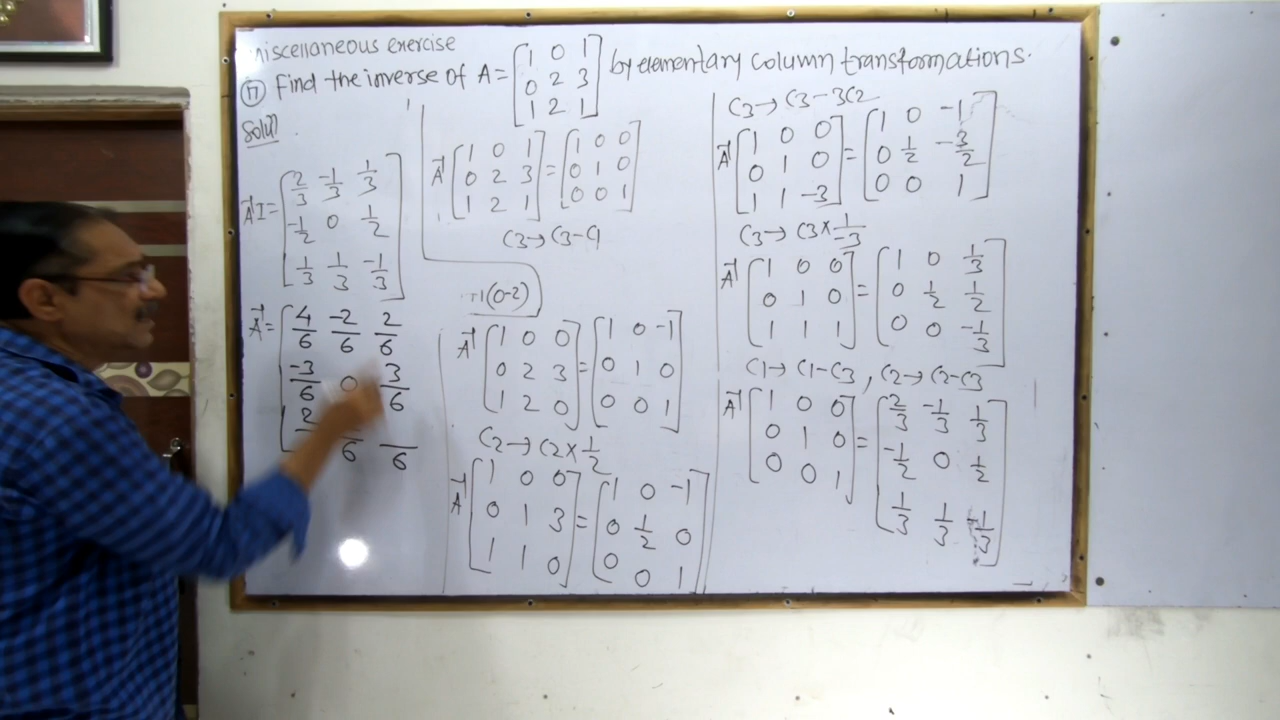 Miscellaneous exercise
(17) Find the inverse of A = [1 0 1; 0 2 3; 1 2 1] by elementary column transformations.
Solun
A⁻¹ [1 0 1; 0 2 3; 1 2 1] = [1 0 0; 0 1 0; 0 0 1]
C3 → C3 - C1
1(0-2)
A⁻¹ [1 0 0; 0 2 3; 1 2 0] = [1 0 -1; 0 1 0; 0 0 1]
C2 → C2 × 1/2
A⁻¹ [1 0 0; 0 1 3; 1 1 0] = [1 0 -1; 0 1/2 0; 0 0 1]
C3 → C3 - 3C2
A⁻¹ [1 0 0; 0 1 0; 1 1 -3] = [1 0 -1; 0 1/2 -3/2; 0 0 1]
C3 → C3 × 1/-3
A⁻¹ [1 0 0; 0 1 0; 1 1 1] = [1 0 1/3; 0 1/2 1/2; 0 0 -1/3]
C1 → C1 - C3, C2 → C2 - C3
A⁻¹ [1 0 0; 0 1 0; 0 0 1] = [2/3 -1/3 1/3; -1/2 0 1/2; 1/3 1/3 -1/3]
A⁻¹I = [2/3 -1/3 1/3; -1/2 0 1/2; 1/3 1/3 -1/3]
A⁻¹ = [4/6 -2/6 2/6; -3/6 0 3/6; 2 /6 /6